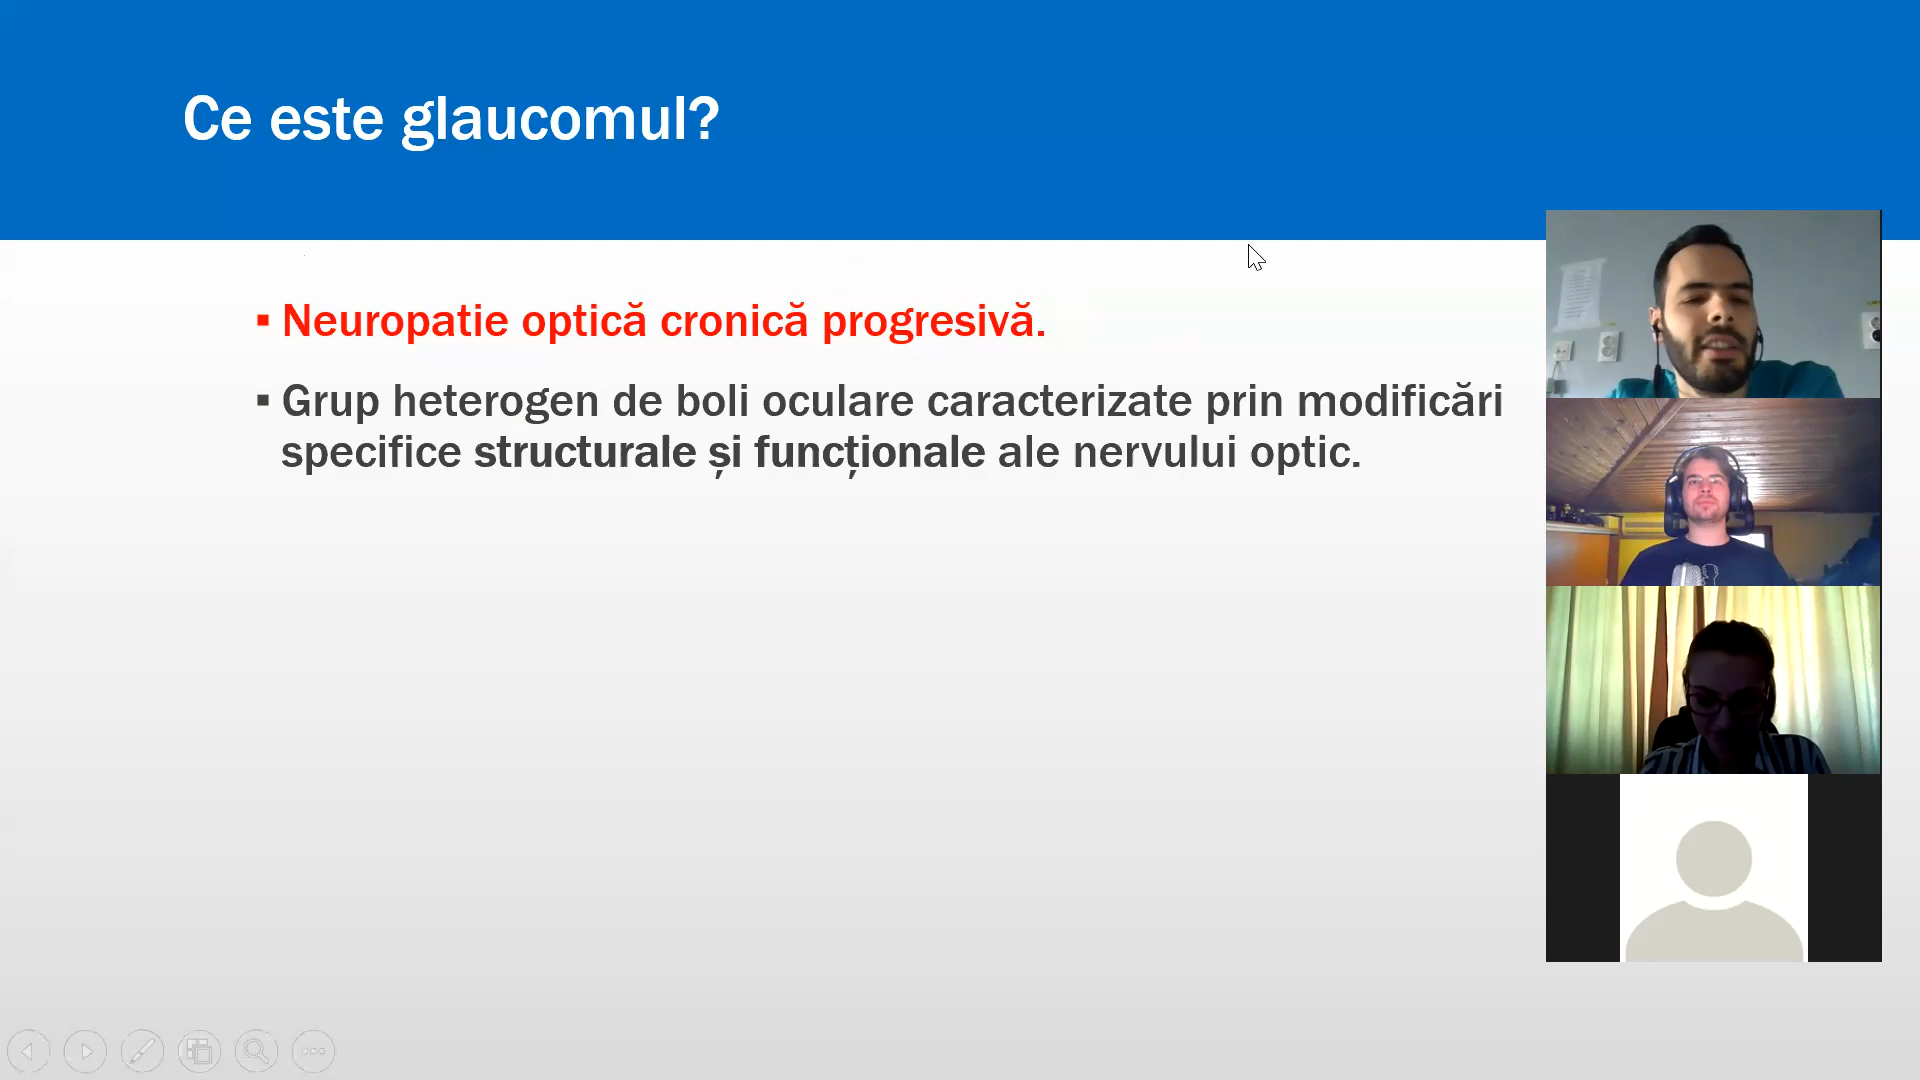 Ce este glaucomul?
▪ Neuropatie optică cronică progresivă.
▪ Grup heterogen de boli oculare caracterizate prin modificări
specifice structurale și funcționale ale nervului optic.